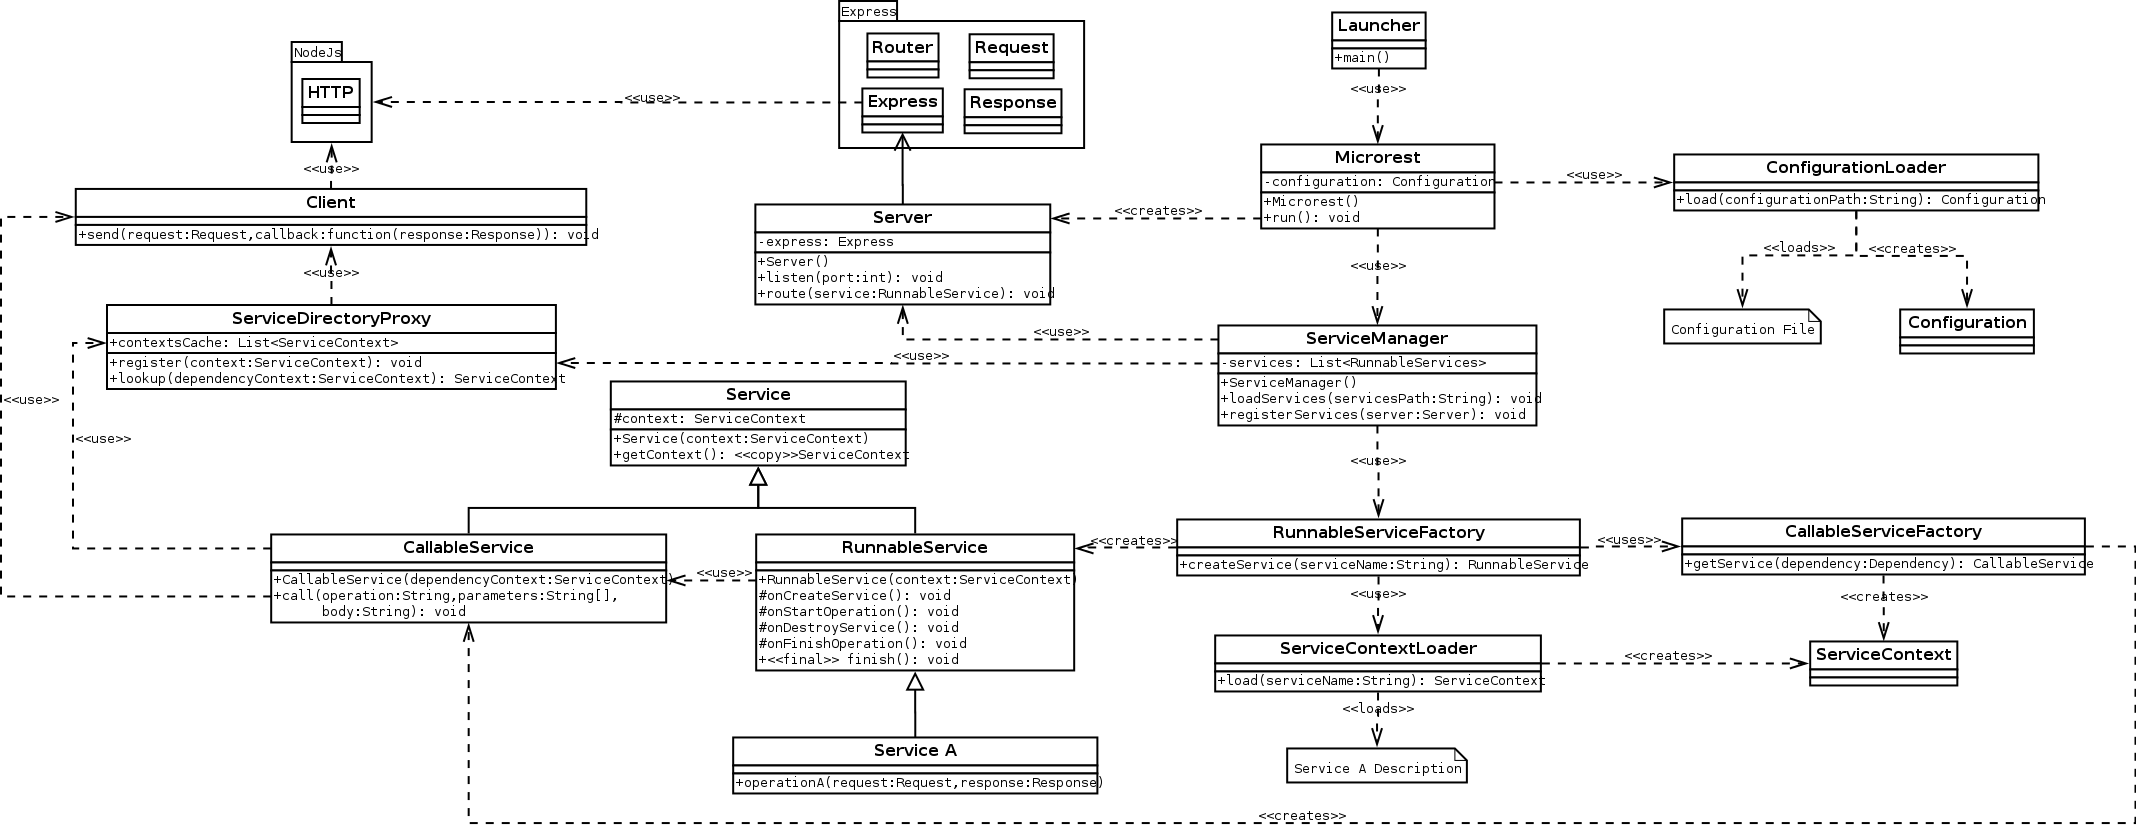 Express
Router
Request
Express
Response
Launcher
+main()
NodeJs
HTTP
<<use>>
<<use>>
<<use>>
Microrest
-configuration: Configuration
+Microrest()
+run(): void
<<use>>
ConfigurationLoader
+load(configurationPath:String): Configuration
Client
+send(request:Request,callback:function(response:Response)): void
<<creates>>
Server
-express: Express
+Server()
+listen(port:int): void
+route(service:RunnableService): void
<<loads>>
<<creates>>
<<use>>
<<use>>
Configuration File
Configuration
ServiceDirectoryProxy
+contextsCache: List<ServiceContext>
+register(context:ServiceContext): void
+lookup(dependencyContext:ServiceContext): ServiceContext
<<use>>
<<use>>
ServiceManager
-services: List<RunnableServices>
+ServiceManager()
+loadServices(servicesPath:String): void
+registerServices(server:Server): void
<<use>>
<<use>>
Service
#context: ServiceContext
+Service(context:ServiceContext)
+getContext(): <<copy>>ServiceContext
<<use>>
CallableService
+CallableService(dependencyContext:ServiceContext)
+call(operation:String,parameters:String[],
body:String): void
<<use>>
RunnableService
+RunnableService(context:ServiceContext)
#onCreateService(): void
#onStartOperation(): void
#onDestroyService(): void
#onFinishOperation(): void
+<<final>> finish(): void
<<creates>>
RunnableServiceFactory
+createService(serviceName:String): RunnableService
<<uses>>
CallableServiceFactory
+getService(dependency:Dependency): CallableService
<<use>>
<<creates>>
ServiceContextLoader
+load(serviceName:String): ServiceContext
<<creates>>
ServiceContext
<<loads>>
Service A
+operationA(request:Request,response:Response)
Service A Description
<<creates>>